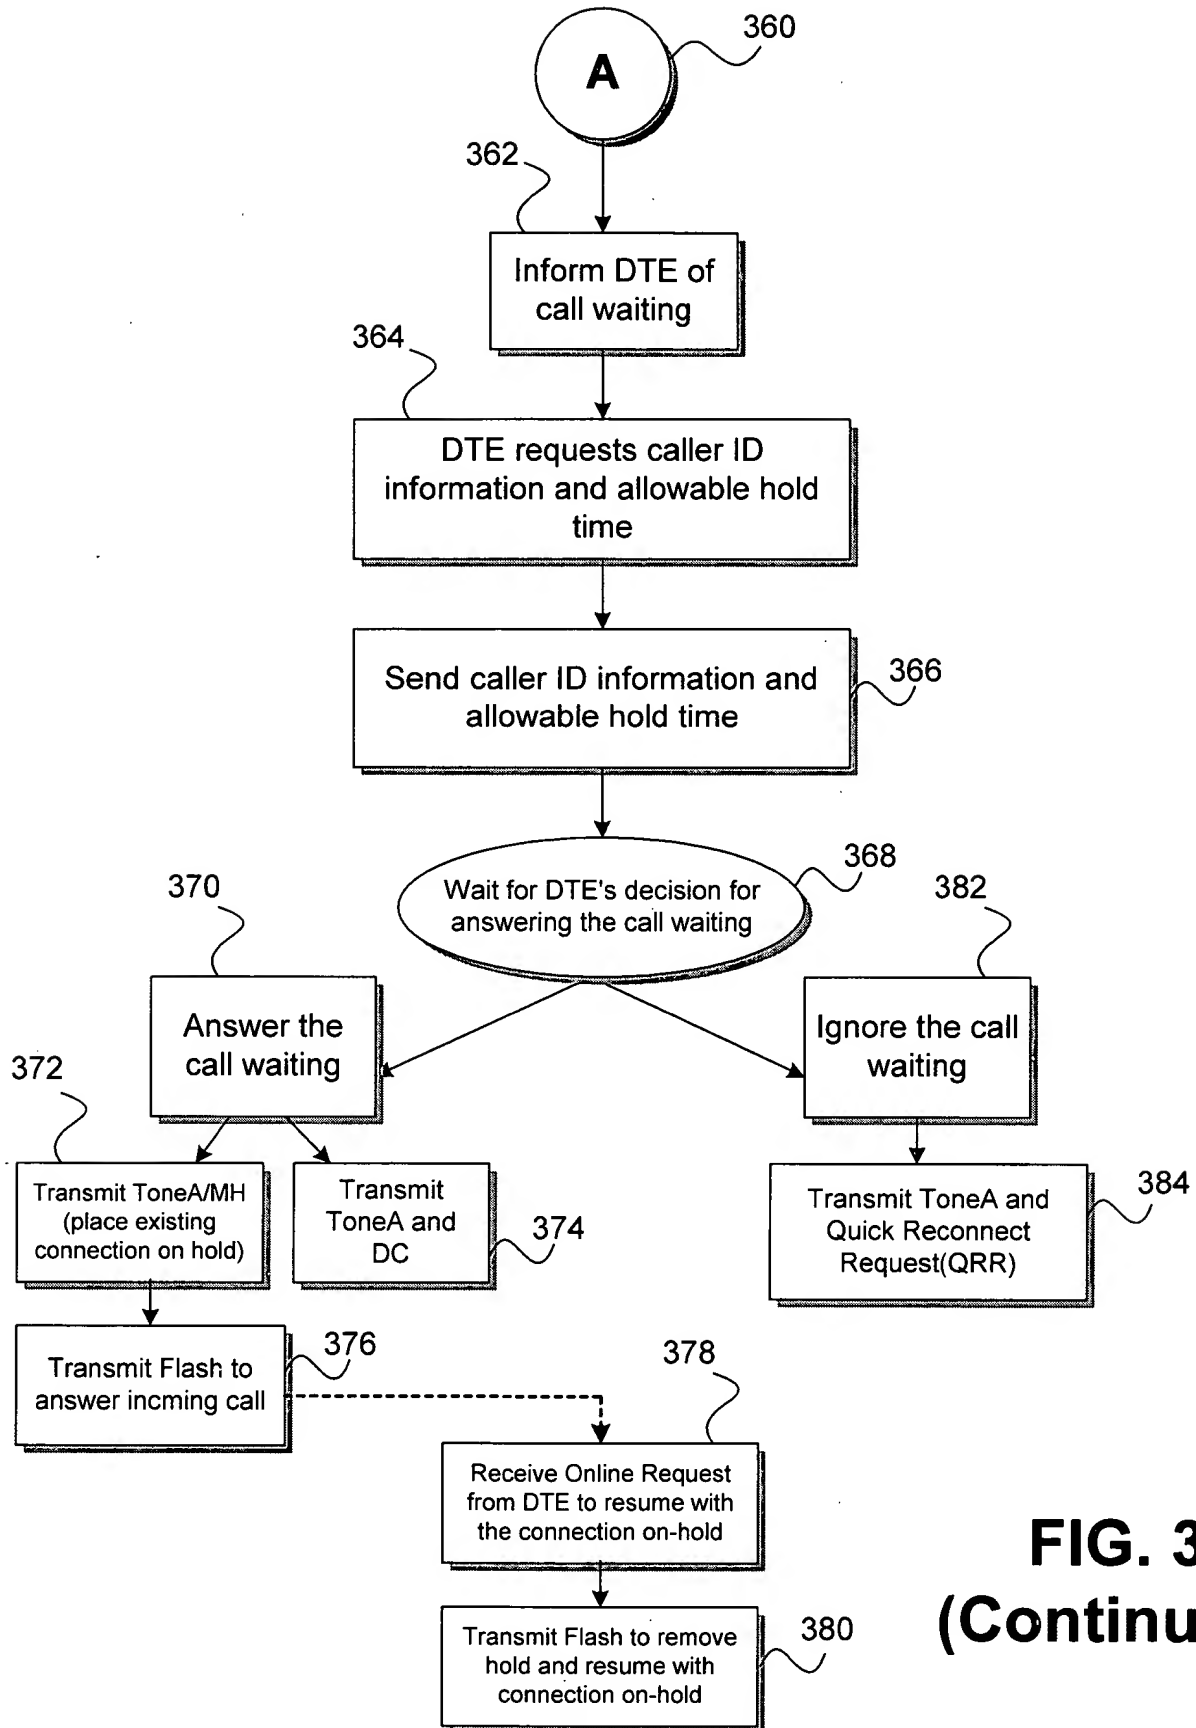 360
A
362
Inform DTE of
call waiting
364
DTE requests caller ID
information and allowable hold
time
Send caller ID information and
allowable hold time
366
Wait for DTE's decision for
answering the call waiting
368
370
Answer the
call waiting
382
Ignore the call
waiting
372
Transmit ToneA/MH
(place existing
connection on hold)
Transmit
ToneA and
DC
374
Transmit ToneA and
Quick Reconnect
Request(QRR)
384
Transmit Flash to
answer incming call
376
378
Receive Online Request
from DTE to resume with
the connection on-hold
Transmit Flash to remove
hold and resume with
connection on-hold
380
FIG. 3
(Continu